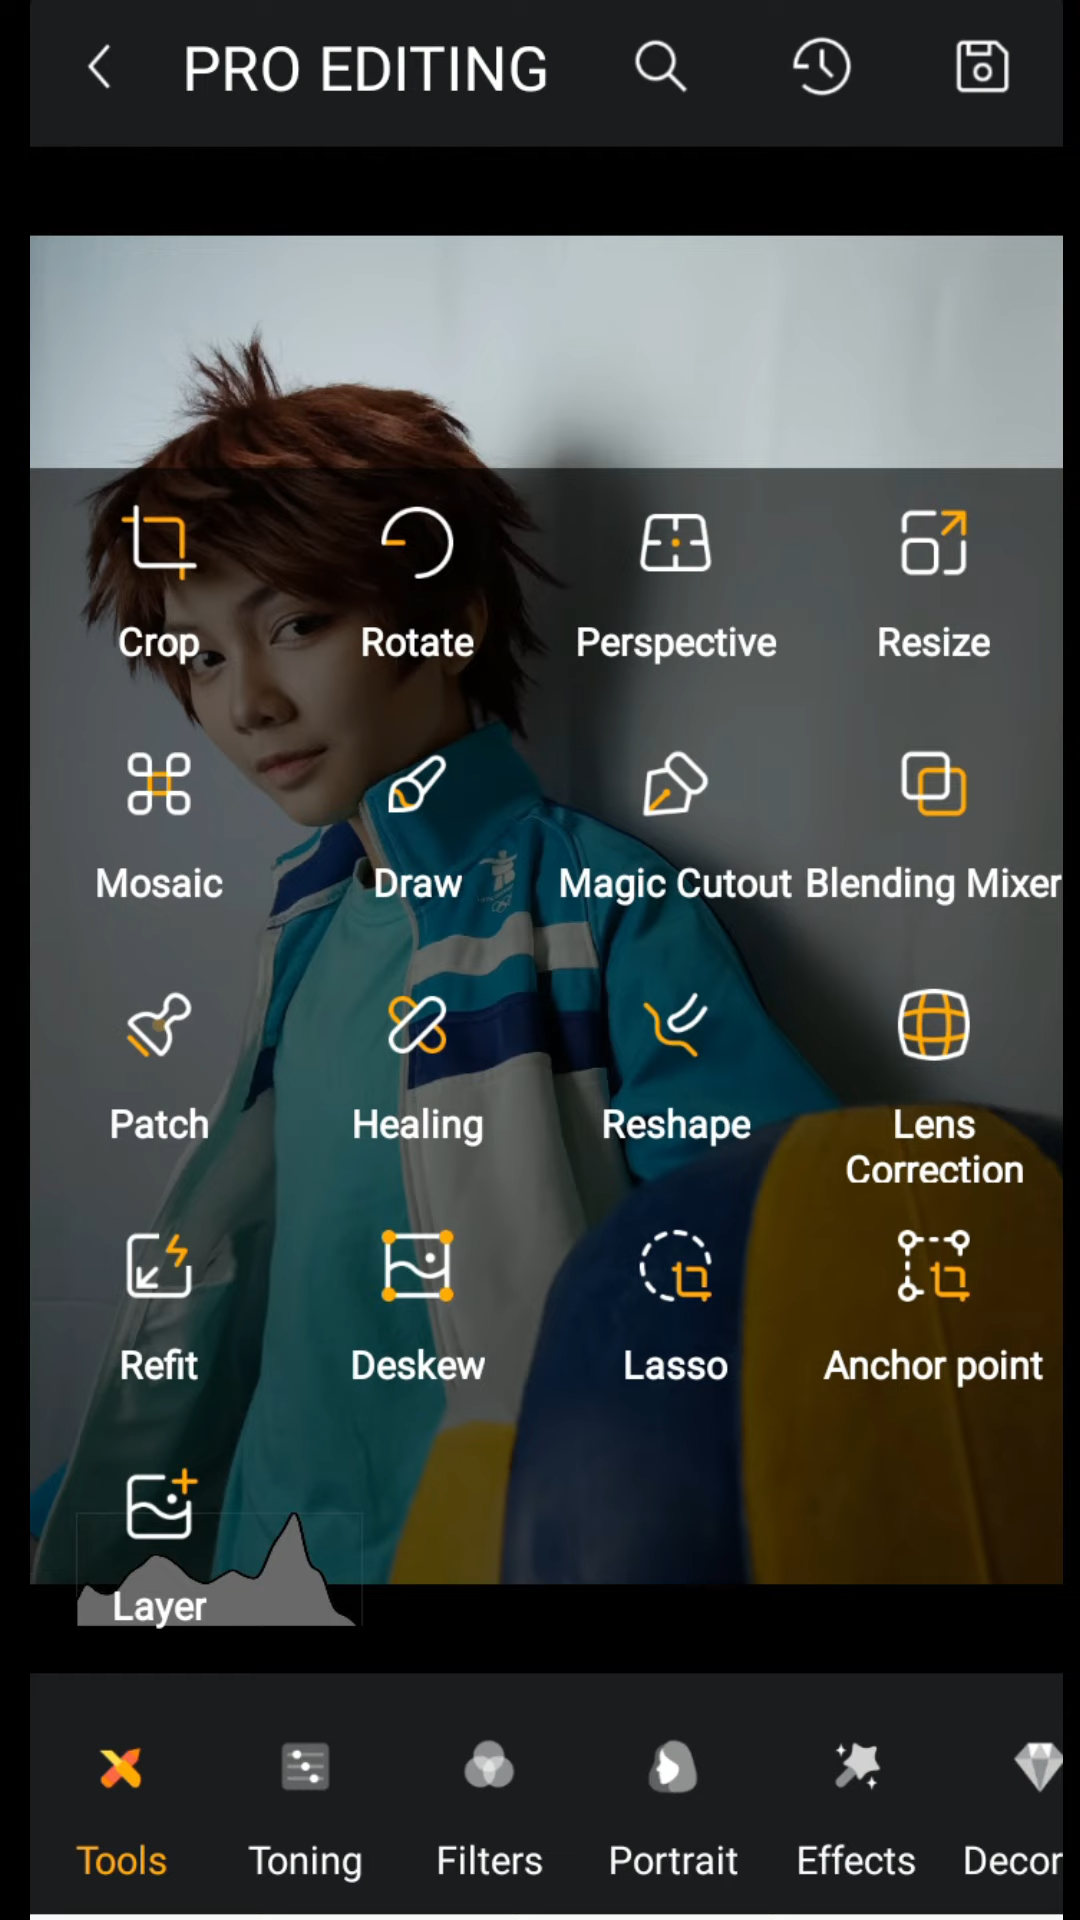 PRO EDITING
Crop Rotate Perspective Resize
Mosaic Draw Magic Cutout Blending Mixer
Patch Healing Reshape Lens
Correction
Refit Deskew Lasso Anchor point
Layer
Tools Toning Filters Portrait Effects Decor